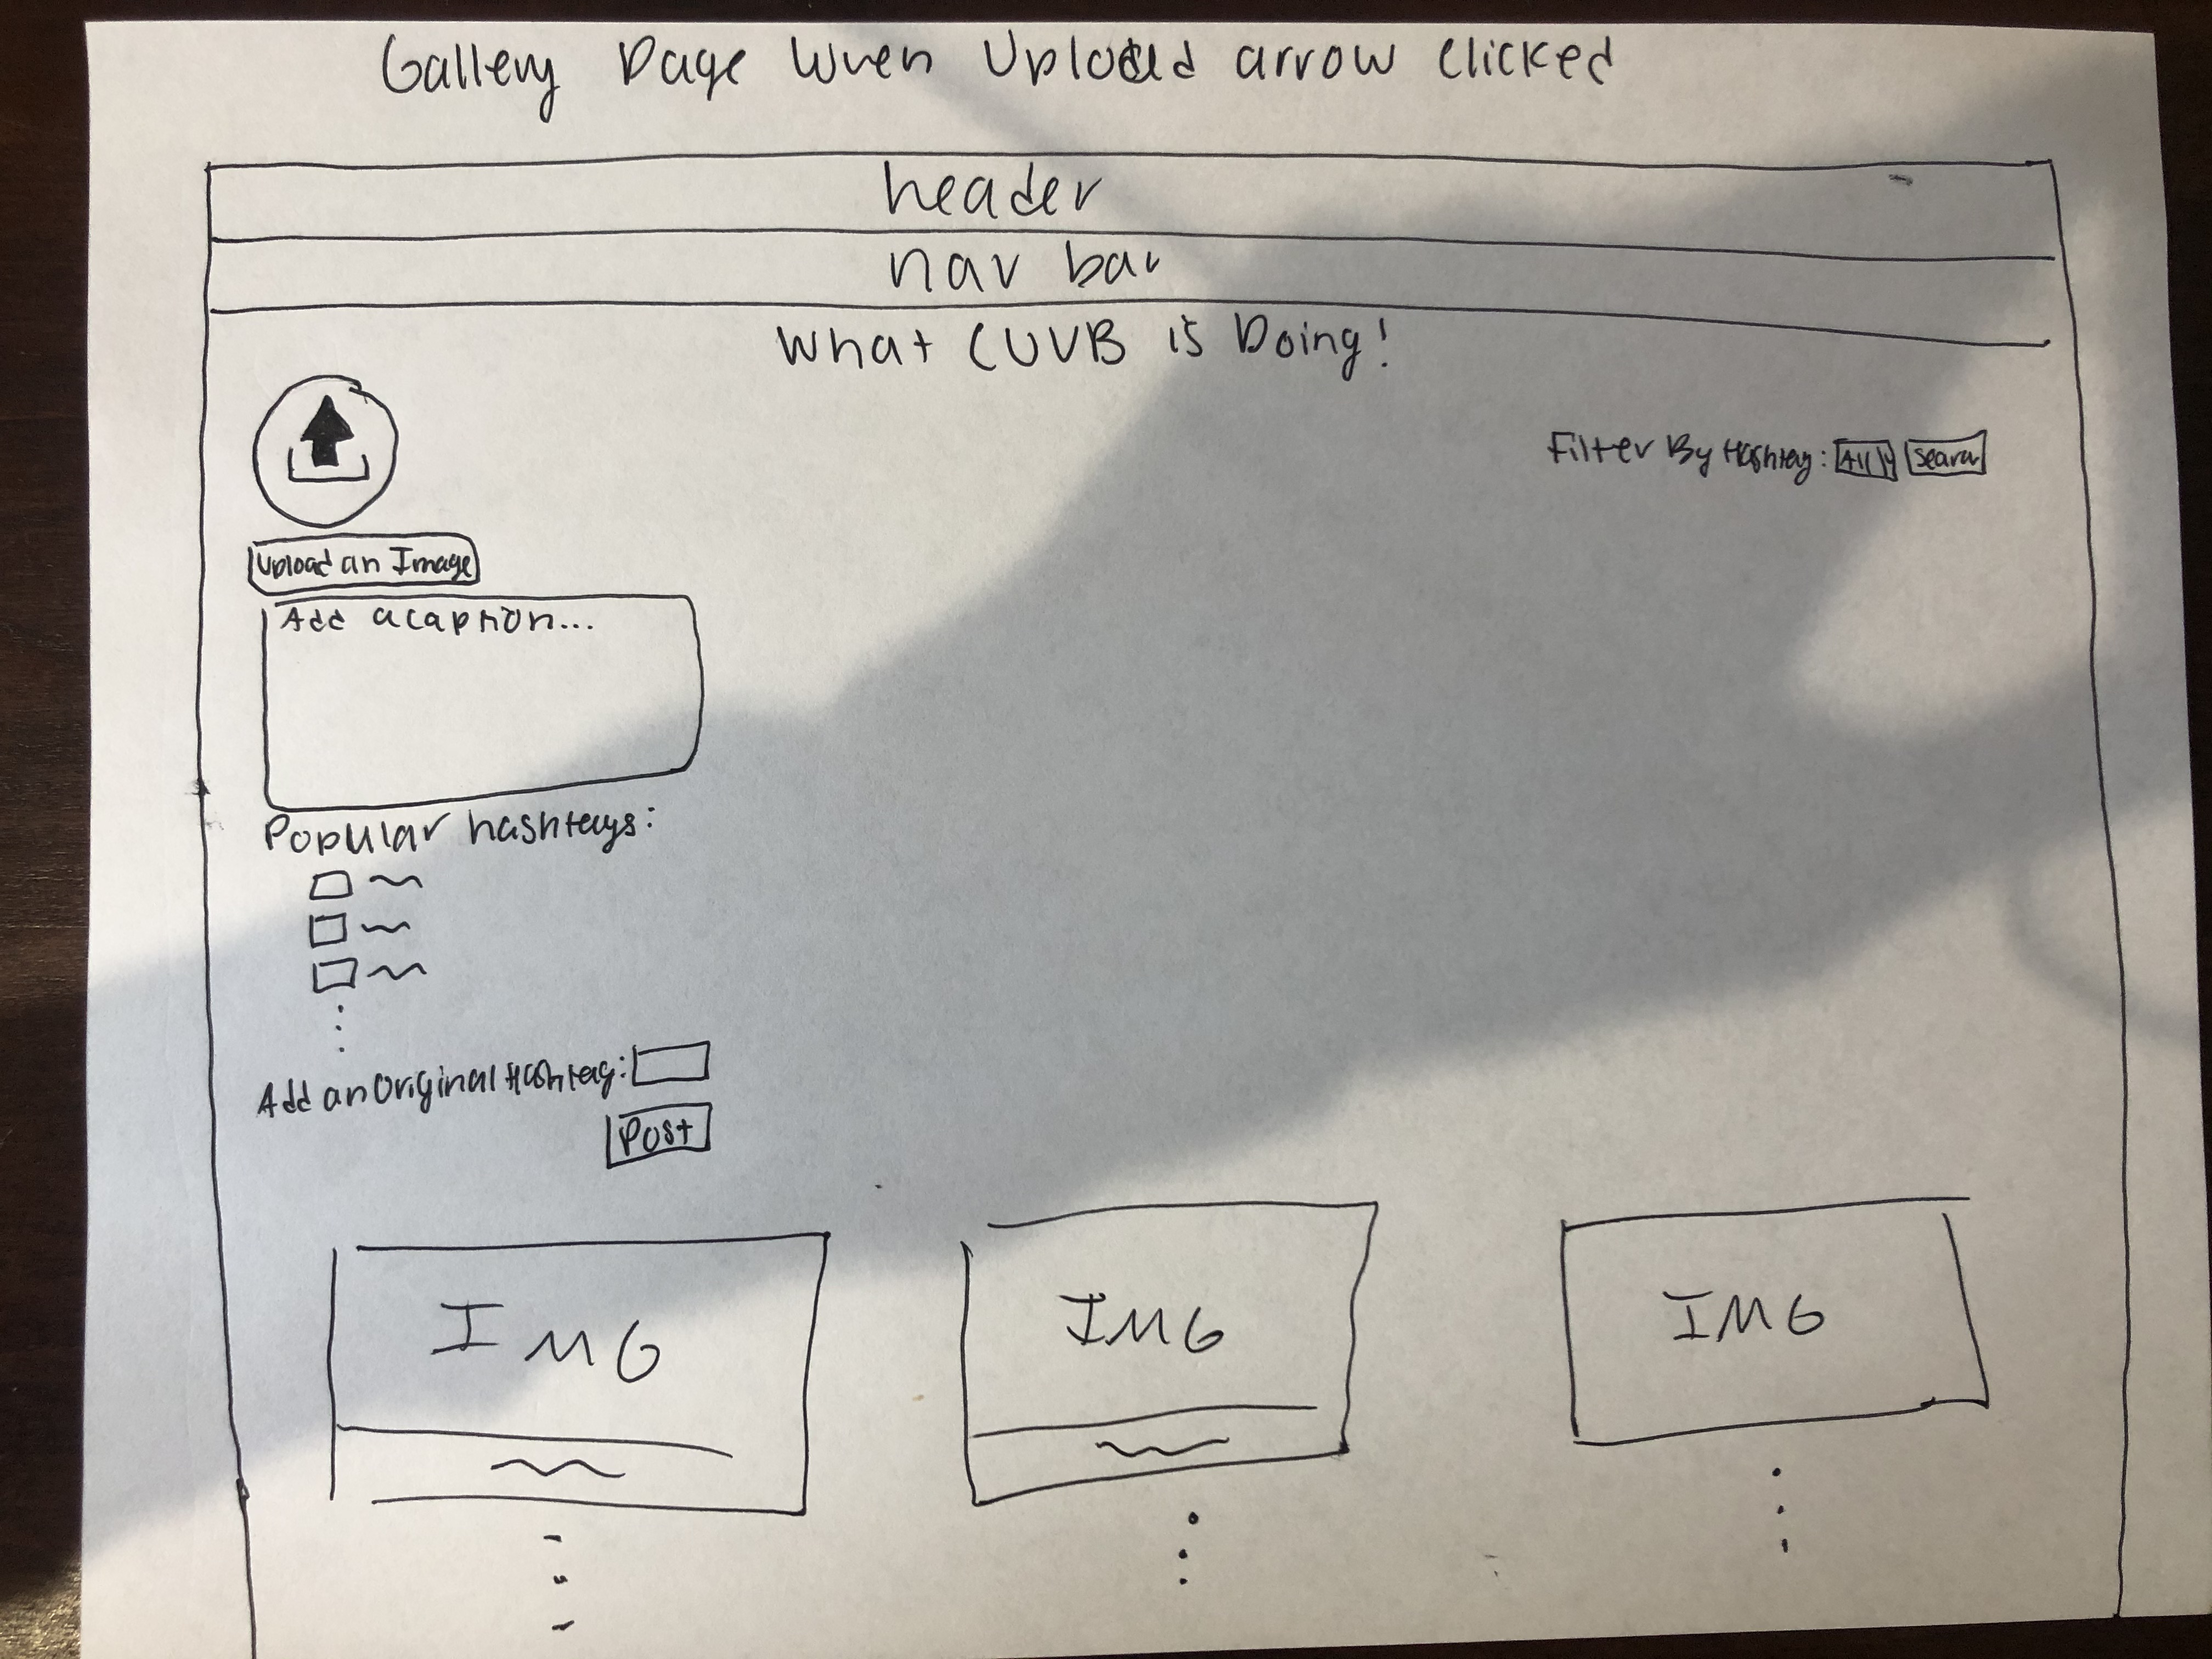 Gallery Page When Upload arrow clicked
header
nav bar
What CUVB is Doing!
Filter By Hashtag: All Search
Upload an Image
Add a caption...
Popular hashtags:
Add an Original Hashtag:
Post
IMG
IMG
IMG